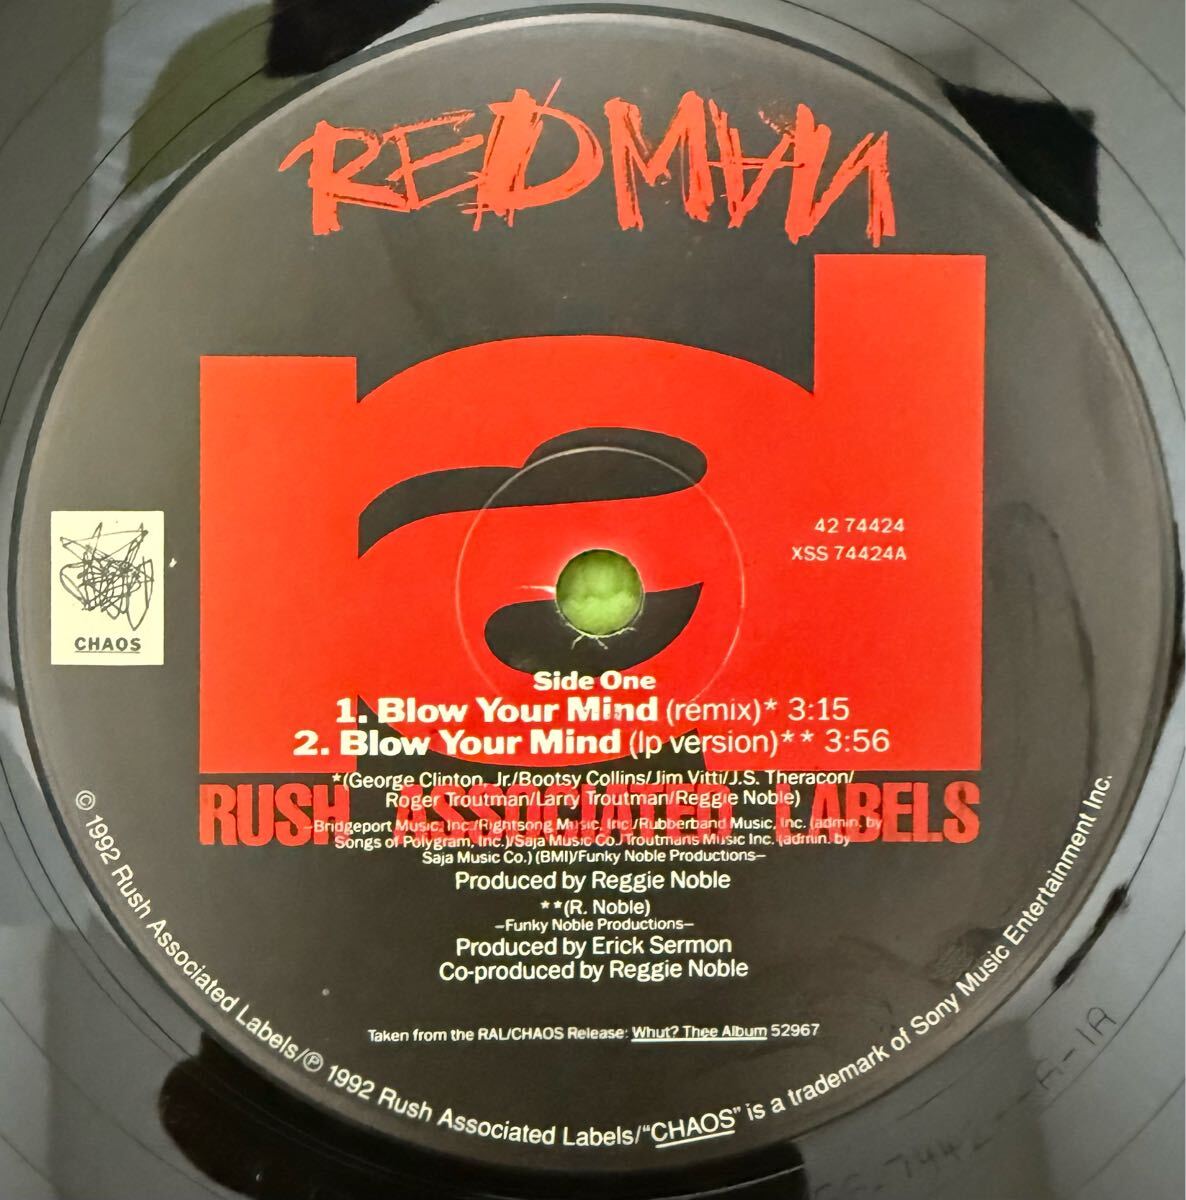 REDMAN
42 74424
XSS 74424A
CHAOS
Side One
1. Blow Your Mind (remix)* 3:15
2. Blow Your Mind (lp version)** 3:56
*(George Clinton, Jr./Bootsy Collins/Jim Vitti/J.S. Theracon/
Roger Troutman/Larry Troutman/Reggie Noble)
RUSH ASSOCIATED LABELS
–Bridgeport Music, Inc./Rightsong Music, Inc./Rubberband Music, Inc. (admin. by
Songs of Polygram, Inc.)/Saja Music Co./Troutmans Music Inc. (admin. by
Saja Music Co.) (BMI)/Funky Noble Productions–
Produced by Reggie Noble
**(R. Noble)
–Funky Noble Productions–
Produced by Erick Sermon
Co-produced by Reggie Noble
Taken from the RAL/CHAOS Release: Whut? Thee Album 52967
© 1992 Rush Associated Labels/℗ 1992 Rush Associated Labels/"CHAOS" is a trademark of Sony Music Entertainment Inc.